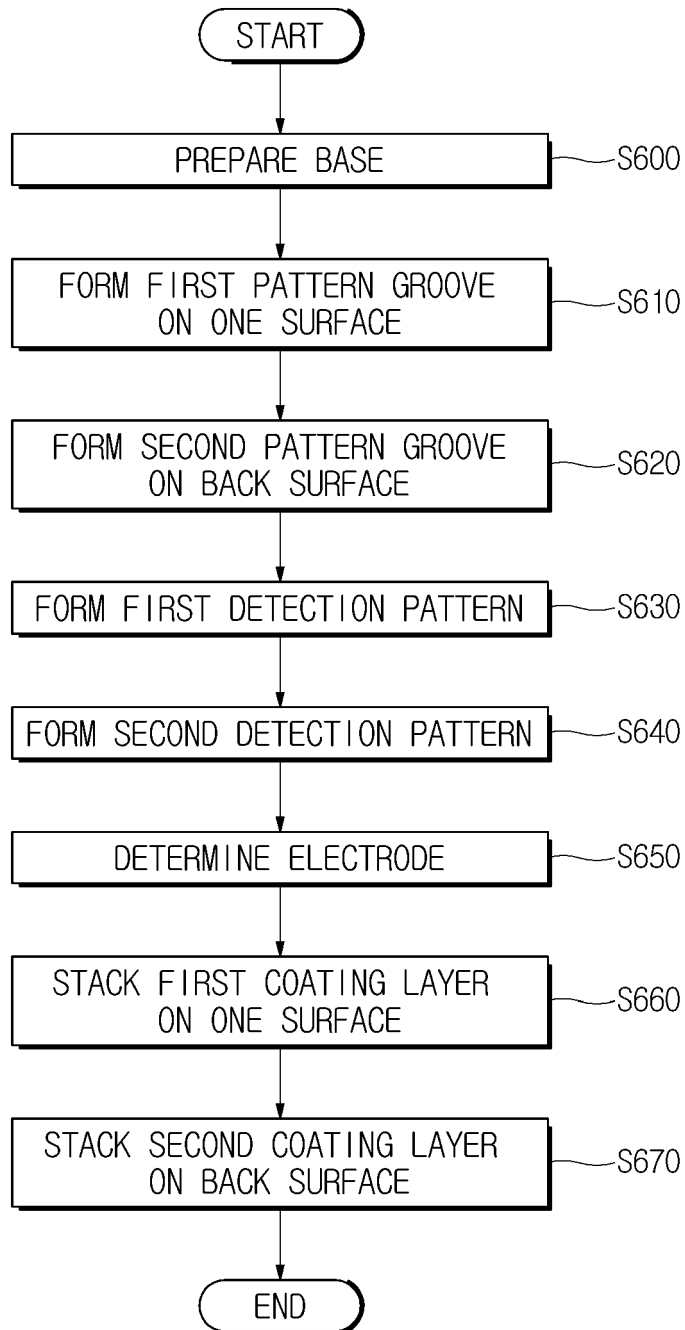 START
PREPARE BASE
S600
FORM FIRST PATTERN GROOVE
ON ONE SURFACE
S610
FORM SECOND PATTERN GROOVE
ON BACK SURFACE
S620
FORM FIRST DETECTION PATTERN
S630
FORM SECOND DETECTION PATTERN
S640
DETERMINE ELECTRODE
S650
STACK FIRST COATING LAYER
ON ONE SURFACE
S660
STACK SECOND COATING LAYER
ON BACK SURFACE
S670
END